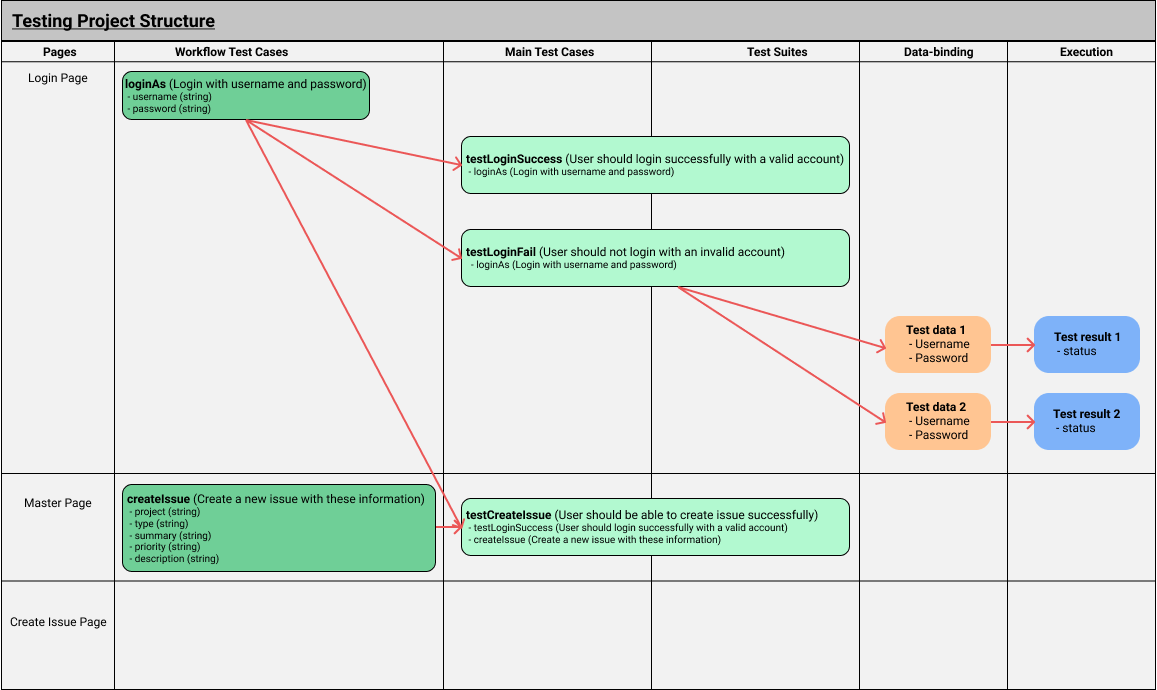 Testing Project Structure
Pages
Workflow Test Cases
Main Test Cases
Test Suites
Data-binding
Execution
Login Page
loginAs (Login with username and password)
- username (string)
- password (string)
testLoginSuccess (User should login successfully with a valid account)
- loginAs (Login with username and password)
testLoginFail (User should not login with an invalid account)
- loginAs (Login with username and password)
Test data 1
- Username
- Password
Test result 1
- status
Test data 2
- Username
- Password
Test result 2
- status
Master Page
createIssue (Create a new issue with these information)
- project (string)
- type (string)
- summary (string)
- priority (string)
- description (string)
testCreateIssue (User should be able to create issue successfully)
- testLoginSuccess (User should login successfully with a valid account)
- createIssue (Create a new issue with these information)
Create Issue Page